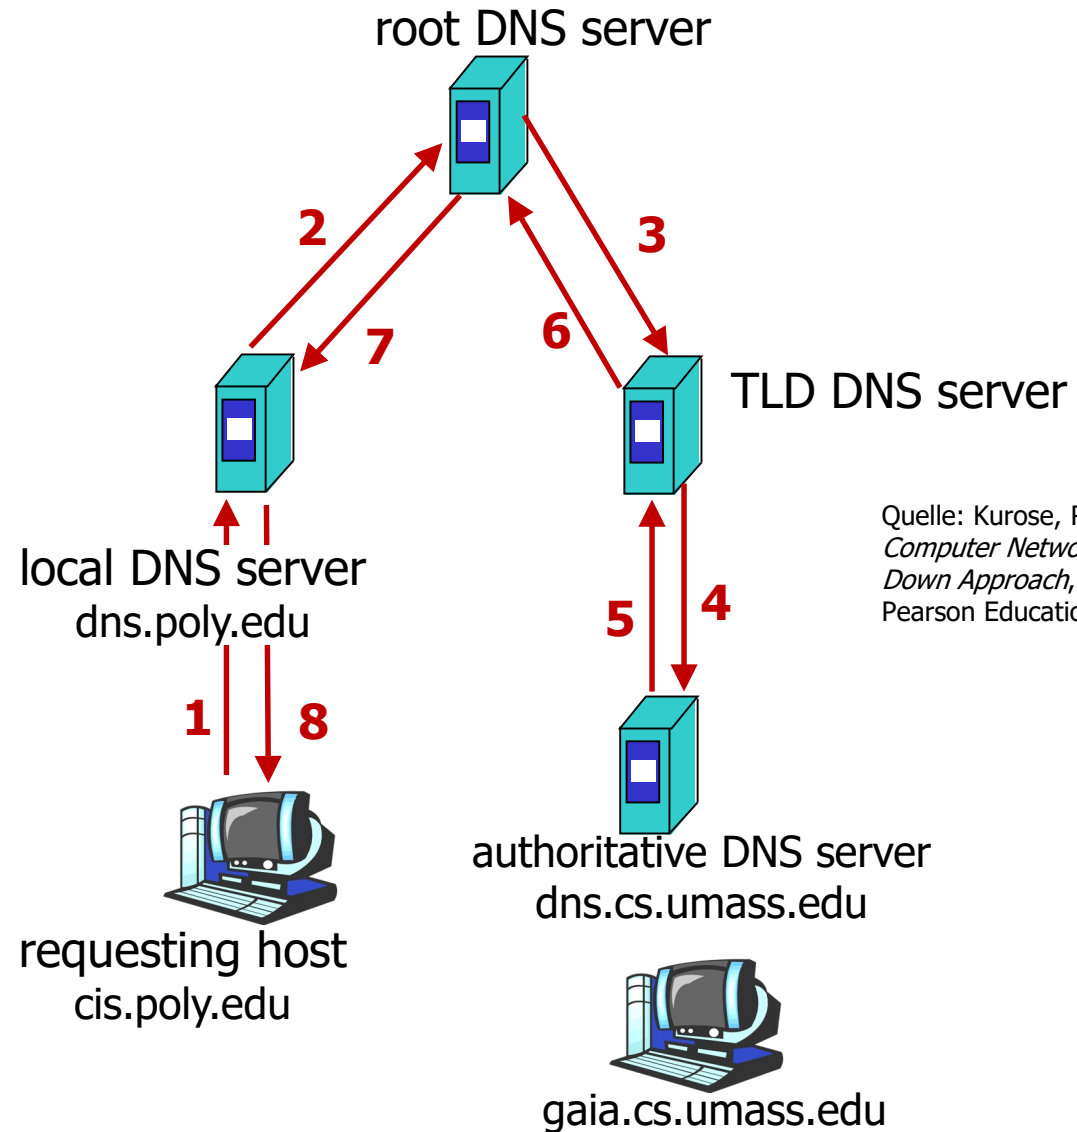 root DNS server
2
3
7
6
TLD DNS server
Quelle: Kurose,
Computer
Down Approach,
Pearson
local DNS server
dns.poly.edu
5
4
1
8
authoritative DNS server
dns.cs.umass.edu
requesting host
cis.poly.edu
gaia.cs.umass.edu